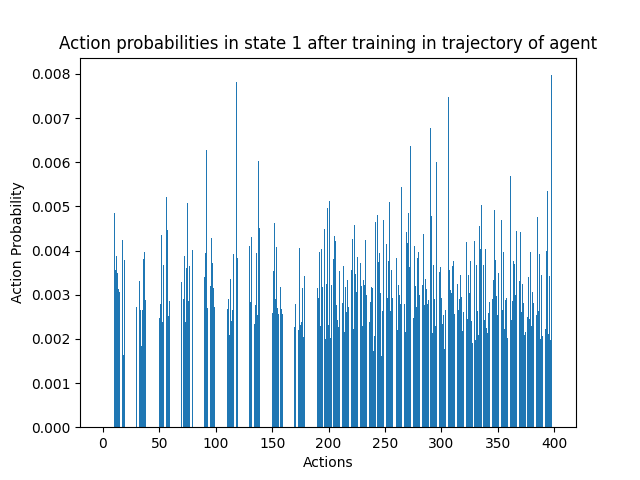 Action probabilities in state 1 after training in trajectory of agent
0.008
0.007
0.006
0.005
0.004
0.003
0.002
0.001
0.000
Action Probability
0 50 100 150 200 250 300 350 400
Actions